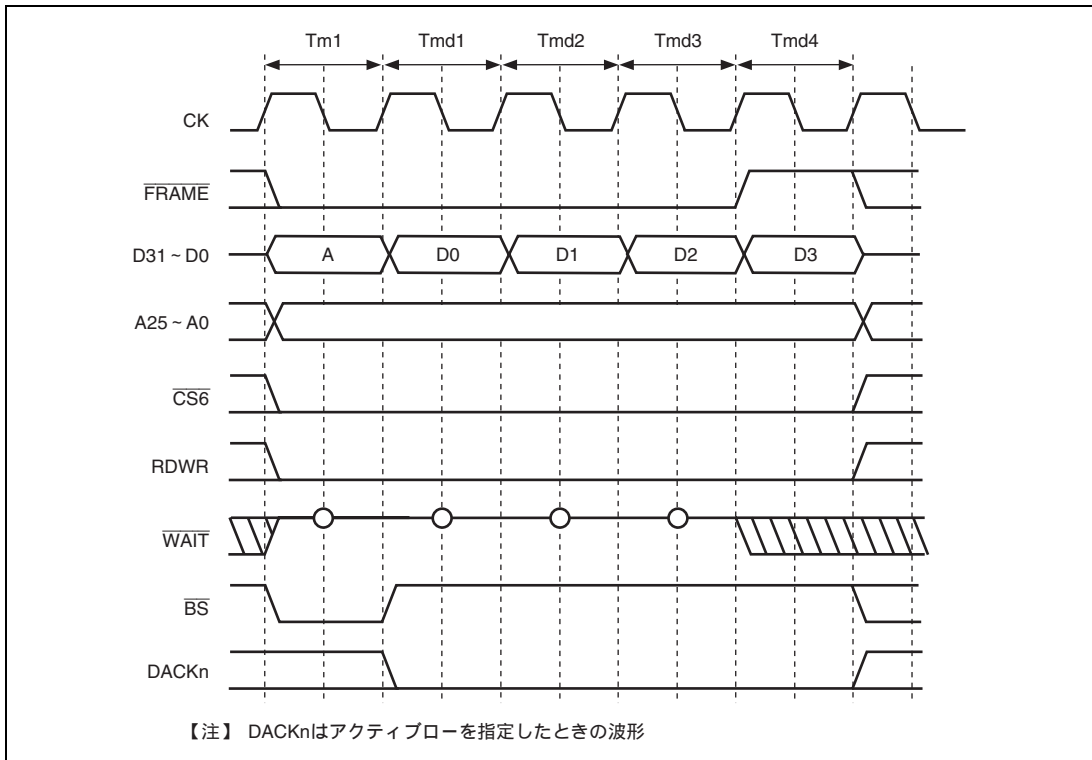 Tm1 Tmd1 Tmd2 Tmd3 Tmd4
CK
FRAME
D31 ~ D0 A D0 D1 D2 D3
A25 ~ A0
CS6
RDWR
WAIT
BS
DACKn
【注】 DACKnはアクティブローを指定したときの波形